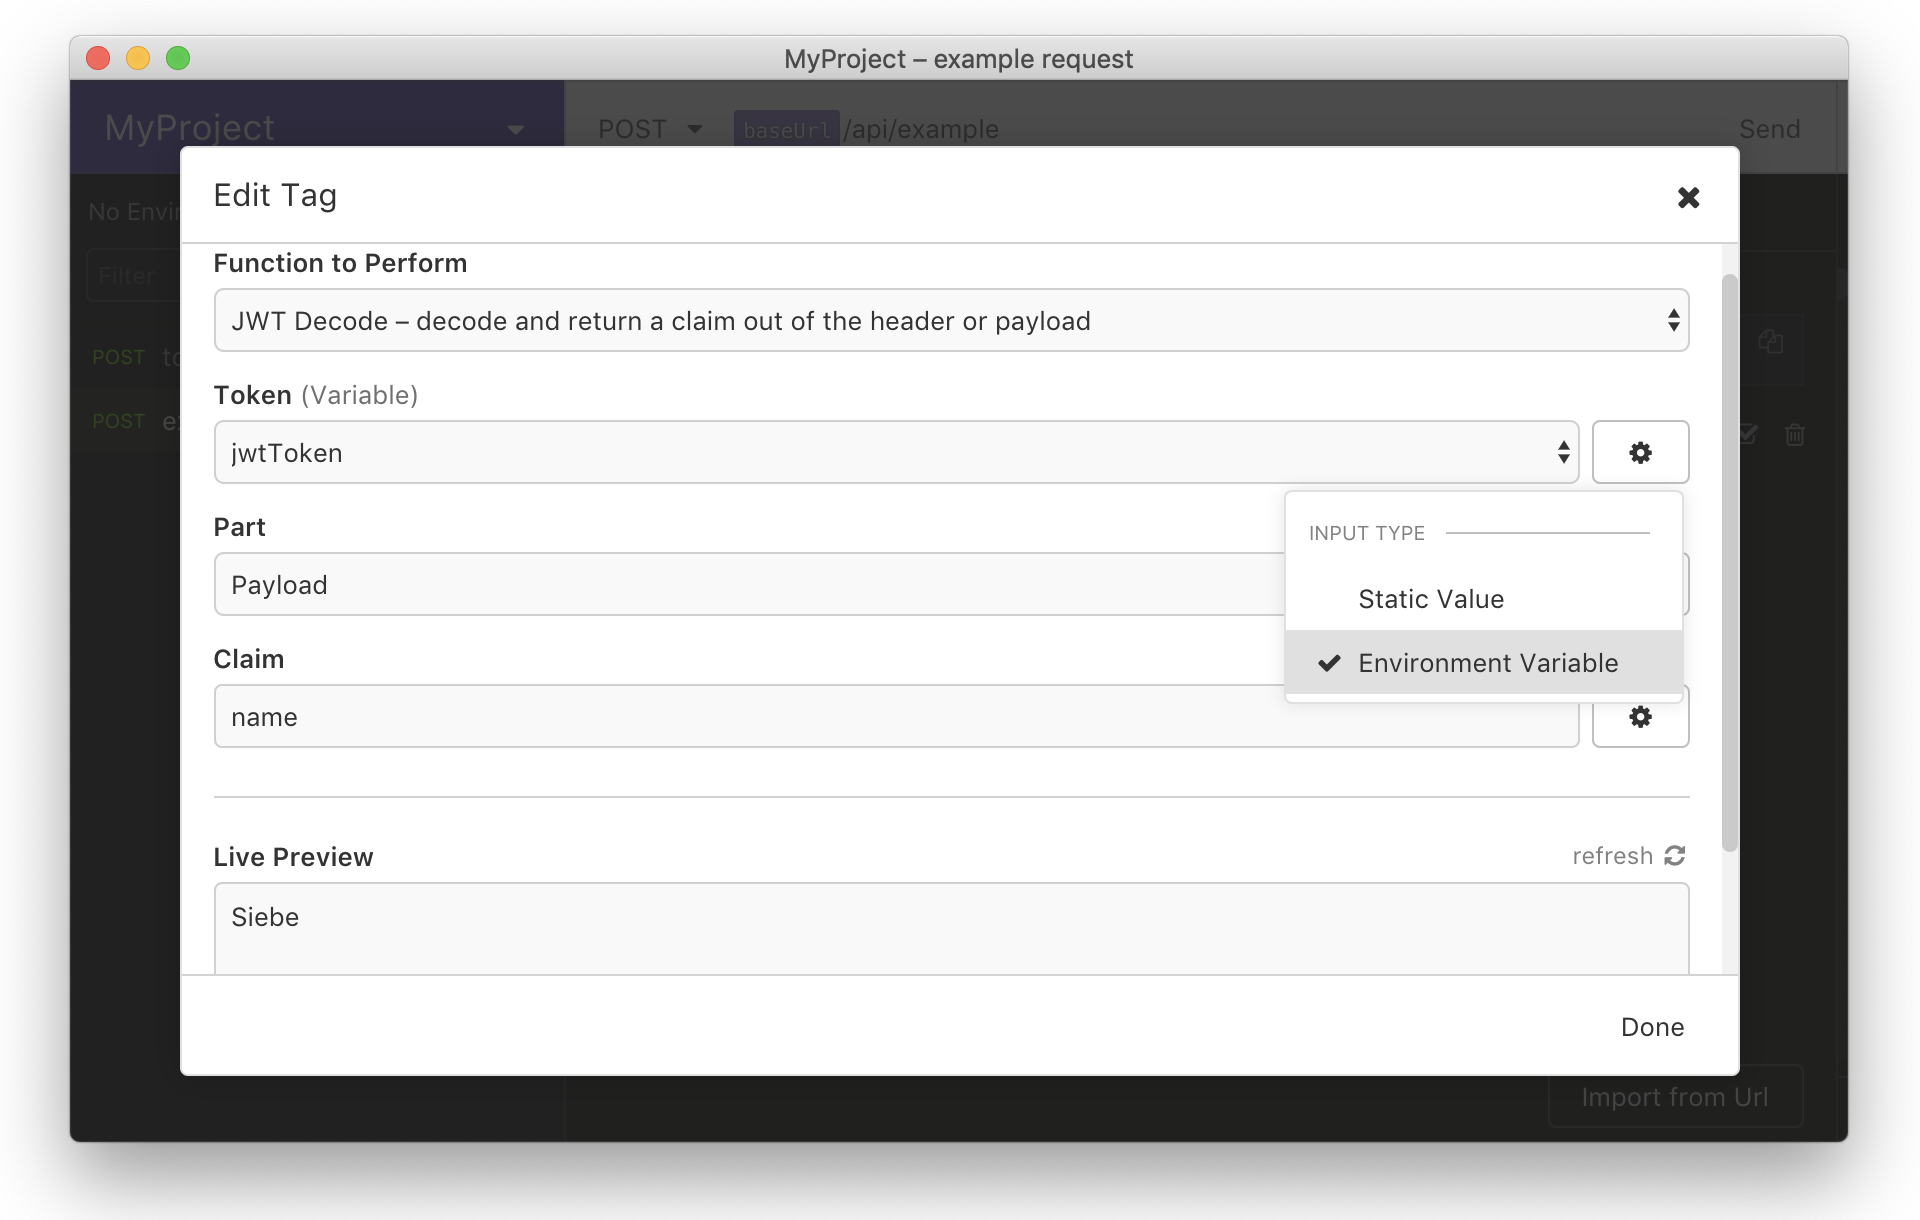 MyProject – example request
MyProject
POST
baseUrl/api/example
Send
No
Filter
POST
POST
Edit Tag
Function to Perform
JWT Decode – decode and return a claim out of the header or payload
Token (Variable)
jwtToken
INPUT TYPE
Static Value
Environment Variable
Part
Payload
Claim
name
Live Preview
refresh
Siebe
Done
Import from Url